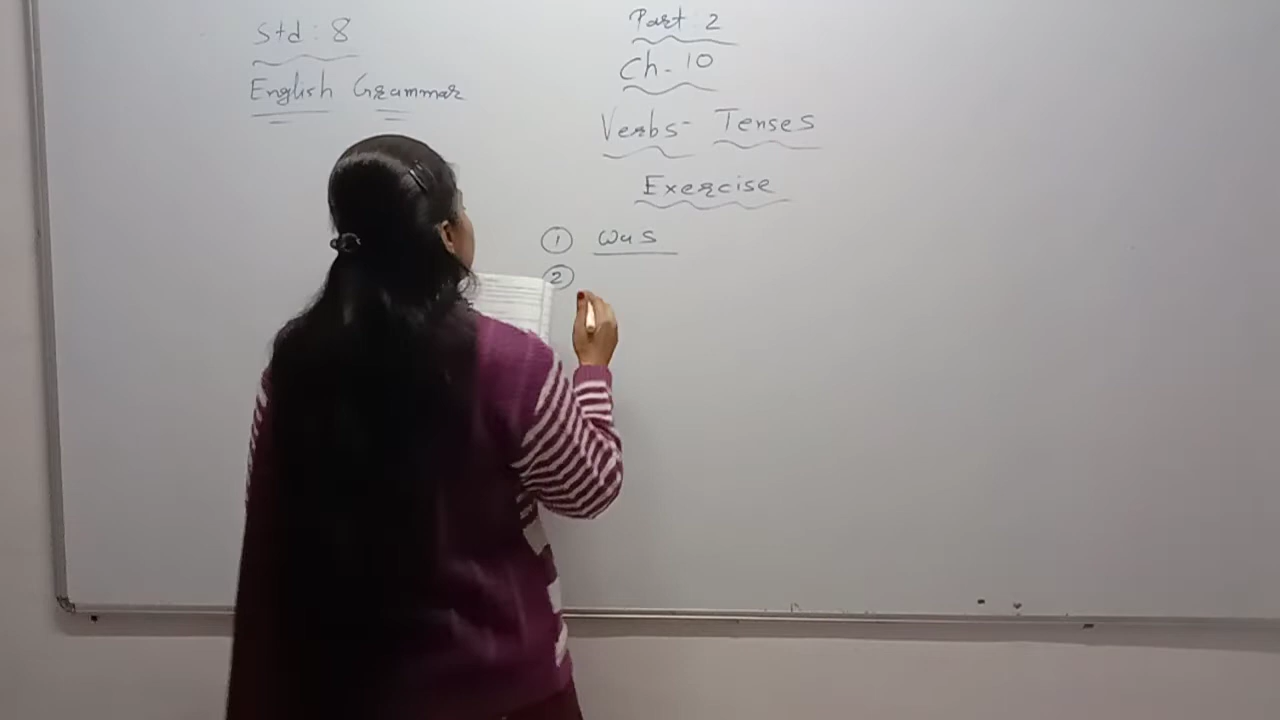 Std : 8
English Grammar
Part : 2
Ch - 10
Verbs - Tenses
Exercise
① was
②